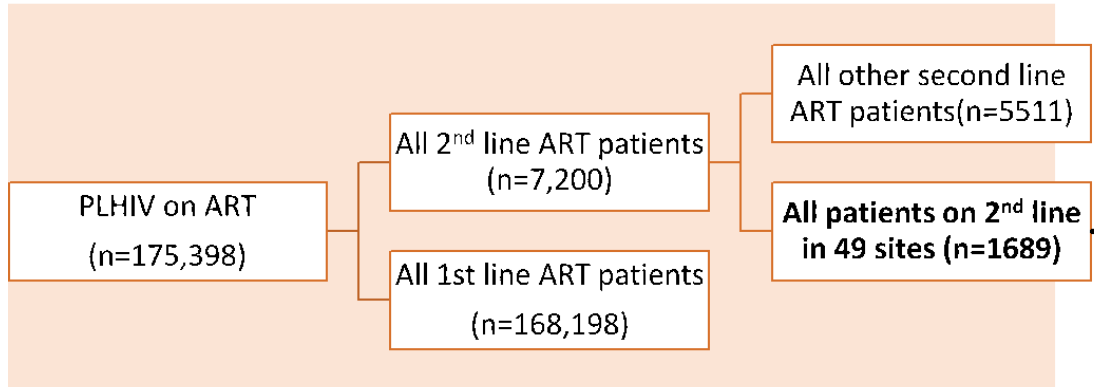 PLHIV on ART
(n=175,398)
All 2nd line ART patients
(n=7,200)
All 1st line ART patients
(n=168,198)
All other second line
ART patients(n=5511)
All patients on 2nd line
in 49 sites (n=1689)
.